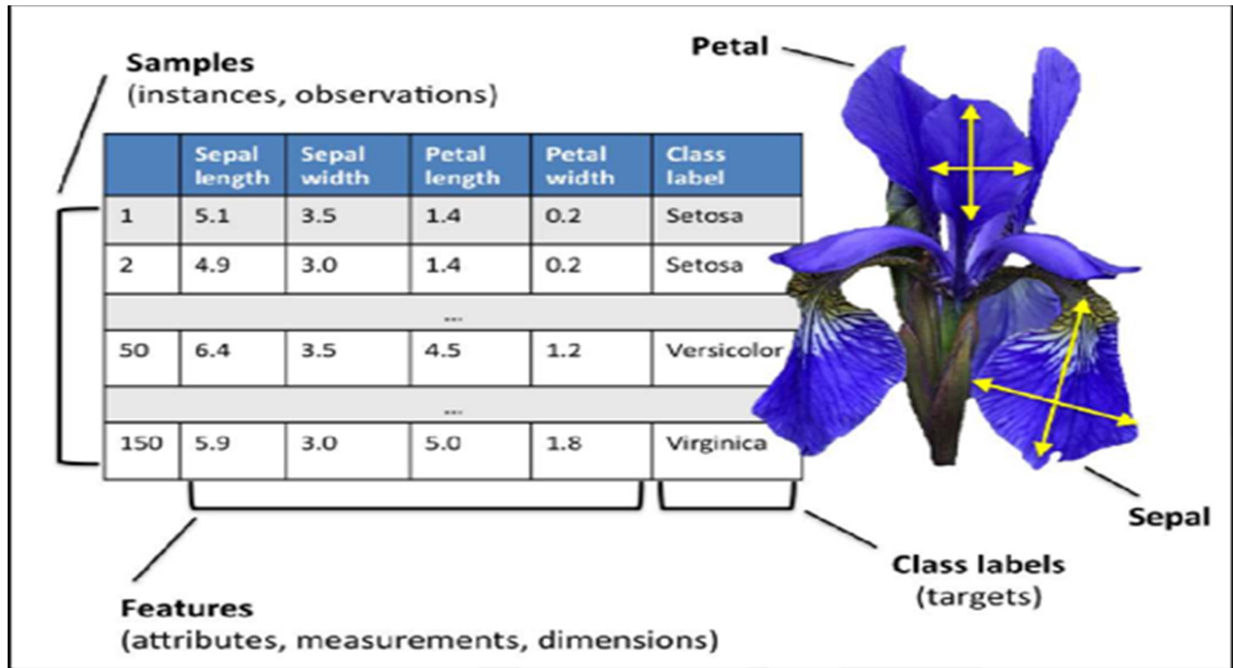 Samples
(instances, observations)
Petal
Sepal length Sepal width Petal length Petal width Class label
1 5.1 3.5 1.4 0.2 Setosa
2 4.9 3.0 1.4 0.2 Setosa
...
50 6.4 3.5 4.5 1.2 Versicolor
...
150 5.9 3.0 5.0 1.8 Virginica
Sepal
Class labels
(targets)
Features
(attributes, measurements, dimensions)